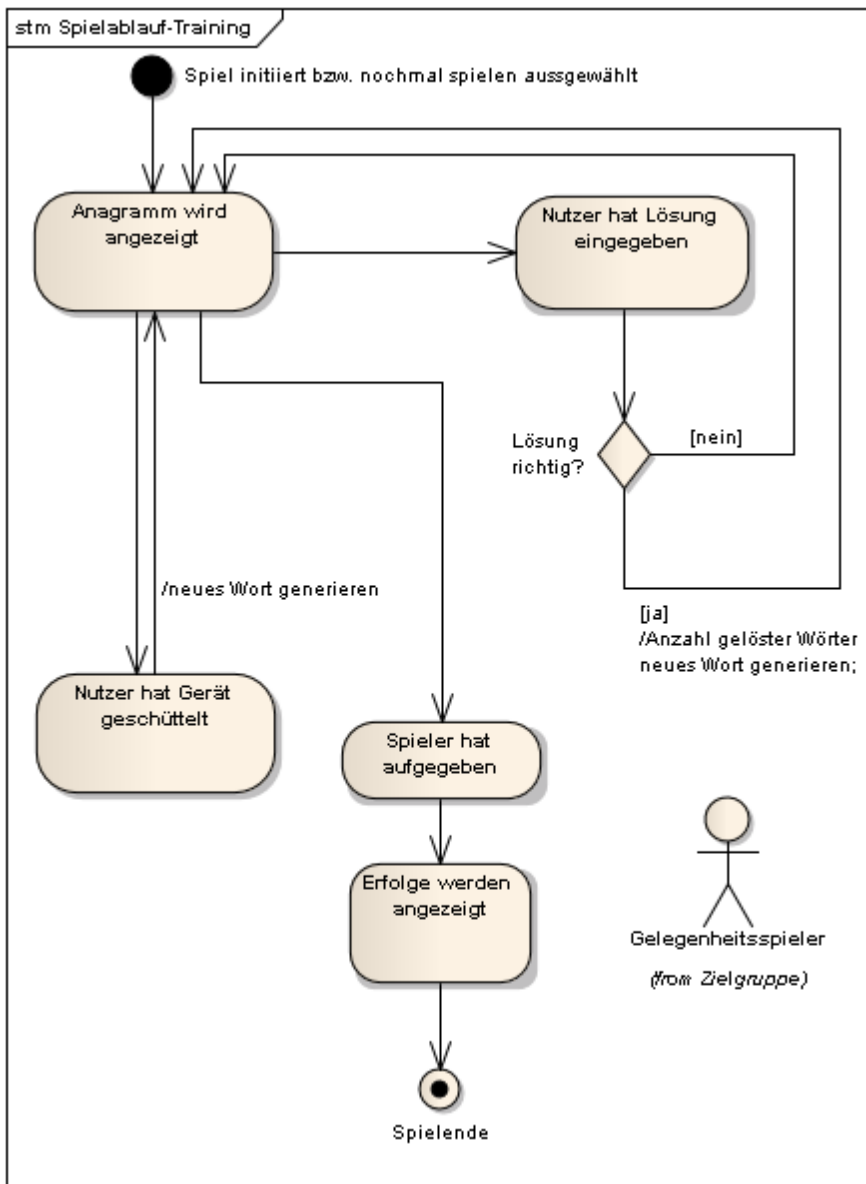 stm Spielablauf-Training
Spiel initiiert bzw. nochmal spielen ausgewählt
Anagramm wird
angezeigt
Nutzer hat Lösung
eingegeben
Lösung
richtig?
[nein]
/neues Wort generieren
[ja]
/Anzahl gelöster Wörter
neues Wort generieren;
Nutzer hat Gerät
geschüttelt
Spieler hat
aufgegeben
Erfolge werden
angezeigt
Gelegenheitsspieler
(from Zielgruppe)
Spielende